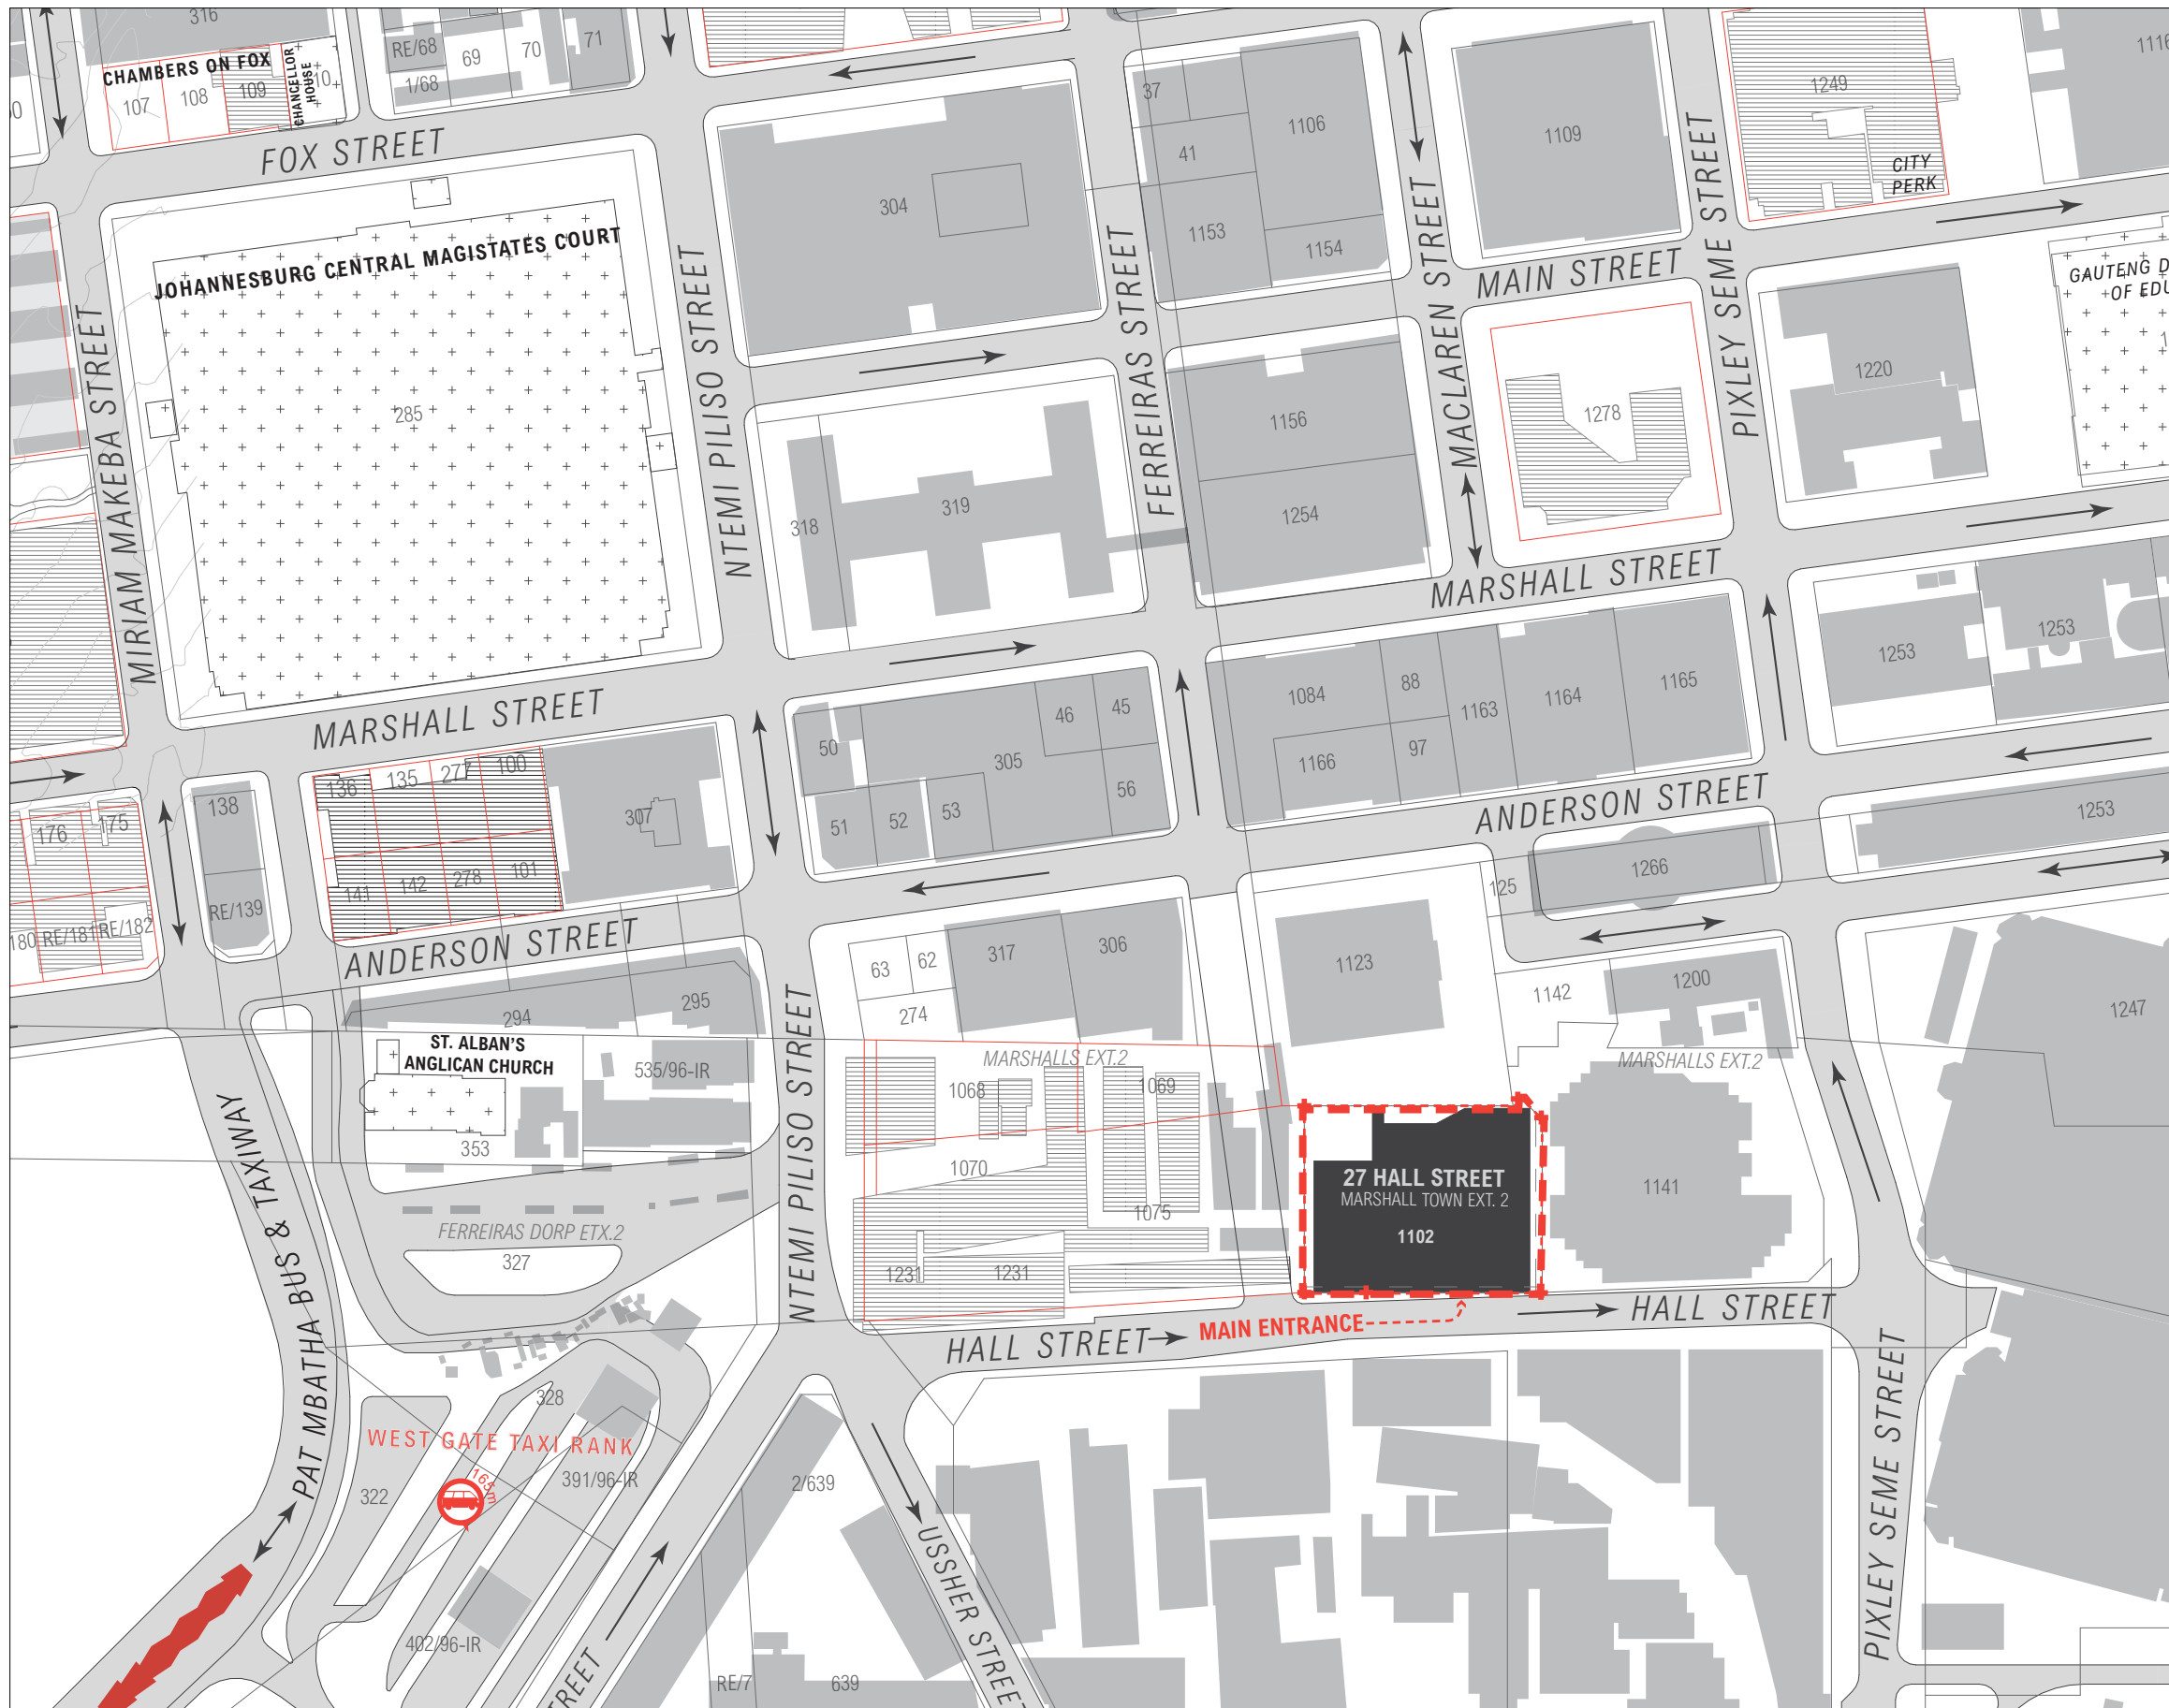 316
CHAMBERS ON FOX
107
108
109
CHANCELLOR
HOUSE
RE/68
1/68
69
70
71
FOX STREET
37
41
1106
1153
1154
1109
1249
CITY
PERK
304
JOHANNESBURG CENTRAL MAGISTATES COURT
285
MIRIAM MAKEBA STREET
NTEMI PILISO STREET
FERREIRAS STREET
MACLAREN STREET
MAIN STREET
PIXLEY SEME STREET
1220
1278
1156
1254
318
319
MARSHALL STREET
1253
1253
1253
MARSHALL STREET
1084
88
1163
1164
1165
1166
97
50
305
46
45
51
52
53
56
136
135
277
100
307
141
142
278
101
138
RE/139
176
175
180
RE/181
RE/182
ANDERSON STREET
ANDERSON STREET
125
1266
1123
1142
1200
1247
MARSHALLS EXT.2
1141
63
62
274
317
306
MARSHALLS EXT.2
1068
1069
1070
1075
1231
1231
294
295
ST. ALBAN'S
ANGLICAN CHURCH
535/96-IR
353
FERREIRAS DORP ETX.2
327
NTEMI PILISO STREET
PAT MBATHA BUS & TAXIWAY
27 HALL STREET
MARSHALL TOWN EXT. 2
1102
MAIN ENTRANCE
HALL STREET
HALL STREET
PIXLEY SEME STREET
328
WEST GATE TAXI RANK
165m
391/96-IR
322
402/96-IR
2/639
USSHER STREET
RE/7
639